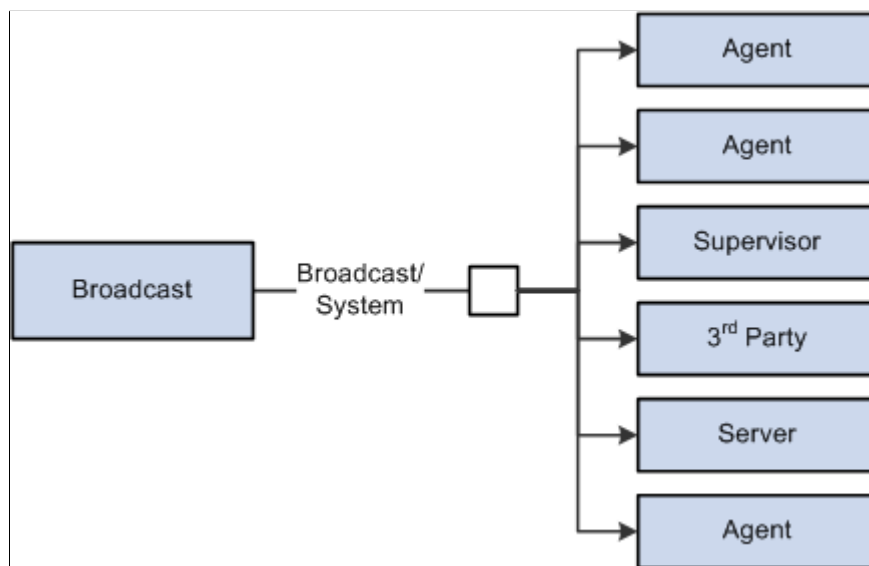 Agent
Agent
Supervisor
Broadcast
Broadcast/
System
3rd Party
Server
Agent